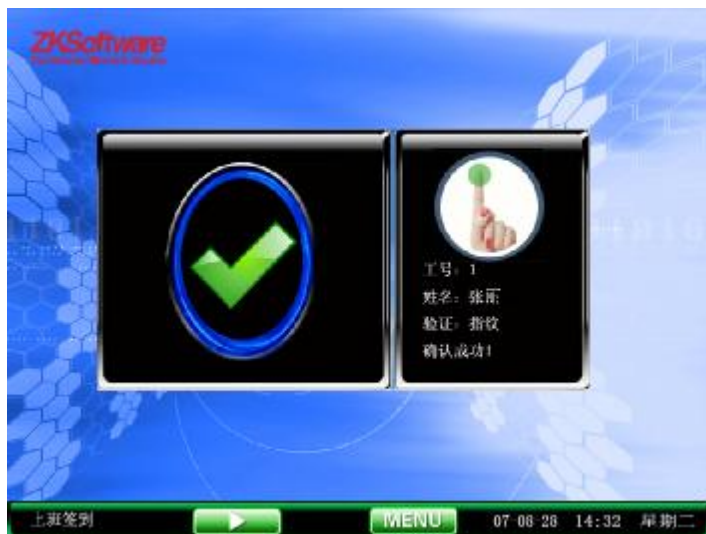 ZKSoftware
工号：1
姓名：张丽
验证：指纹
确认成功！
上班签到
MENU
07-08-28 14:32 星期二